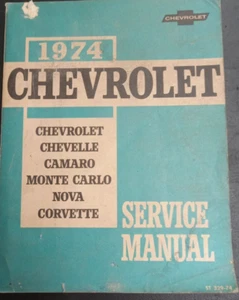 CHEVROLET
1974
CHEVROLET
CHEVROLET
CHEVELLE
CAMARO
MONTE CARLO
NOVA
CORVETTE
SERVICE
MANUAL